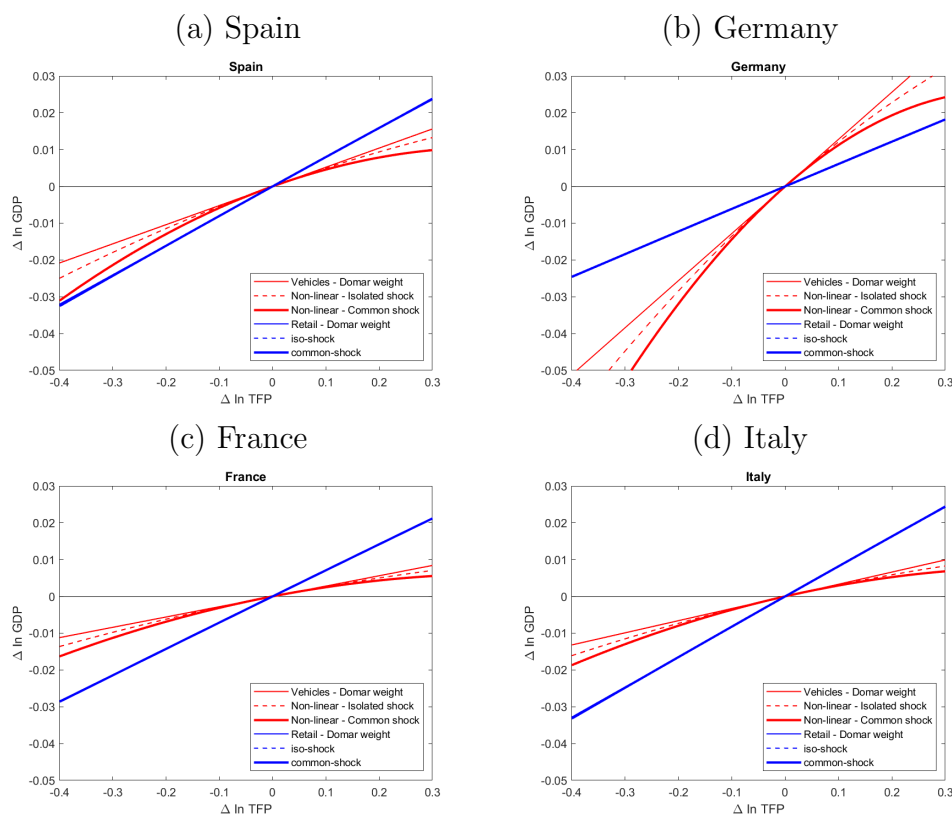 (a) Spain
(b) Germany
Spain
0.03
0.02
0.01
0
-0.01
-0.02
-0.03
-0.04
-0.05
Δ ln GDP
Vehicles - Domar weight
Non-linear - Isolated shock
Non-linear - Common shock
Retail - Domar weight
iso-shock
common-shock
-0.4 -0.3 -0.2 -0.1 0 0.1 0.2 0.3
Δ ln TFP
Germany
0.03
0.02
0.01
0
-0.01
-0.02
-0.03
-0.04
-0.05
Δ ln GDP
Vehicles - Domar weight
Non-linear - Isolated shock
Non-linear - Common shock
Retail - Domar weight
iso-shock
common-shock
-0.4 -0.3 -0.2 -0.1 0 0.1 0.2 0.3
Δ ln TFP
(c) France
(d) Italy
France
0.03
0.02
0.01
0
-0.01
-0.02
-0.03
-0.04
-0.05
Δ ln GDP
Vehicles - Domar weight
Non-linear - Isolated shock
Non-linear - Common shock
Retail - Domar weight
iso-shock
common-shock
-0.4 -0.3 -0.2 -0.1 0 0.1 0.2 0.3
Δ ln TFP
Italy
0.03
0.02
0.01
0
-0.01
-0.02
-0.03
-0.04
-0.05
Δ ln GDP
Vehicles - Domar weight
Non-linear - Isolated shock
Non-linear - Common shock
Retail - Domar weight
iso-shock
common-shock
-0.4 -0.3 -0.2 -0.1 0 0.1 0.2 0.3
Δ ln TFP